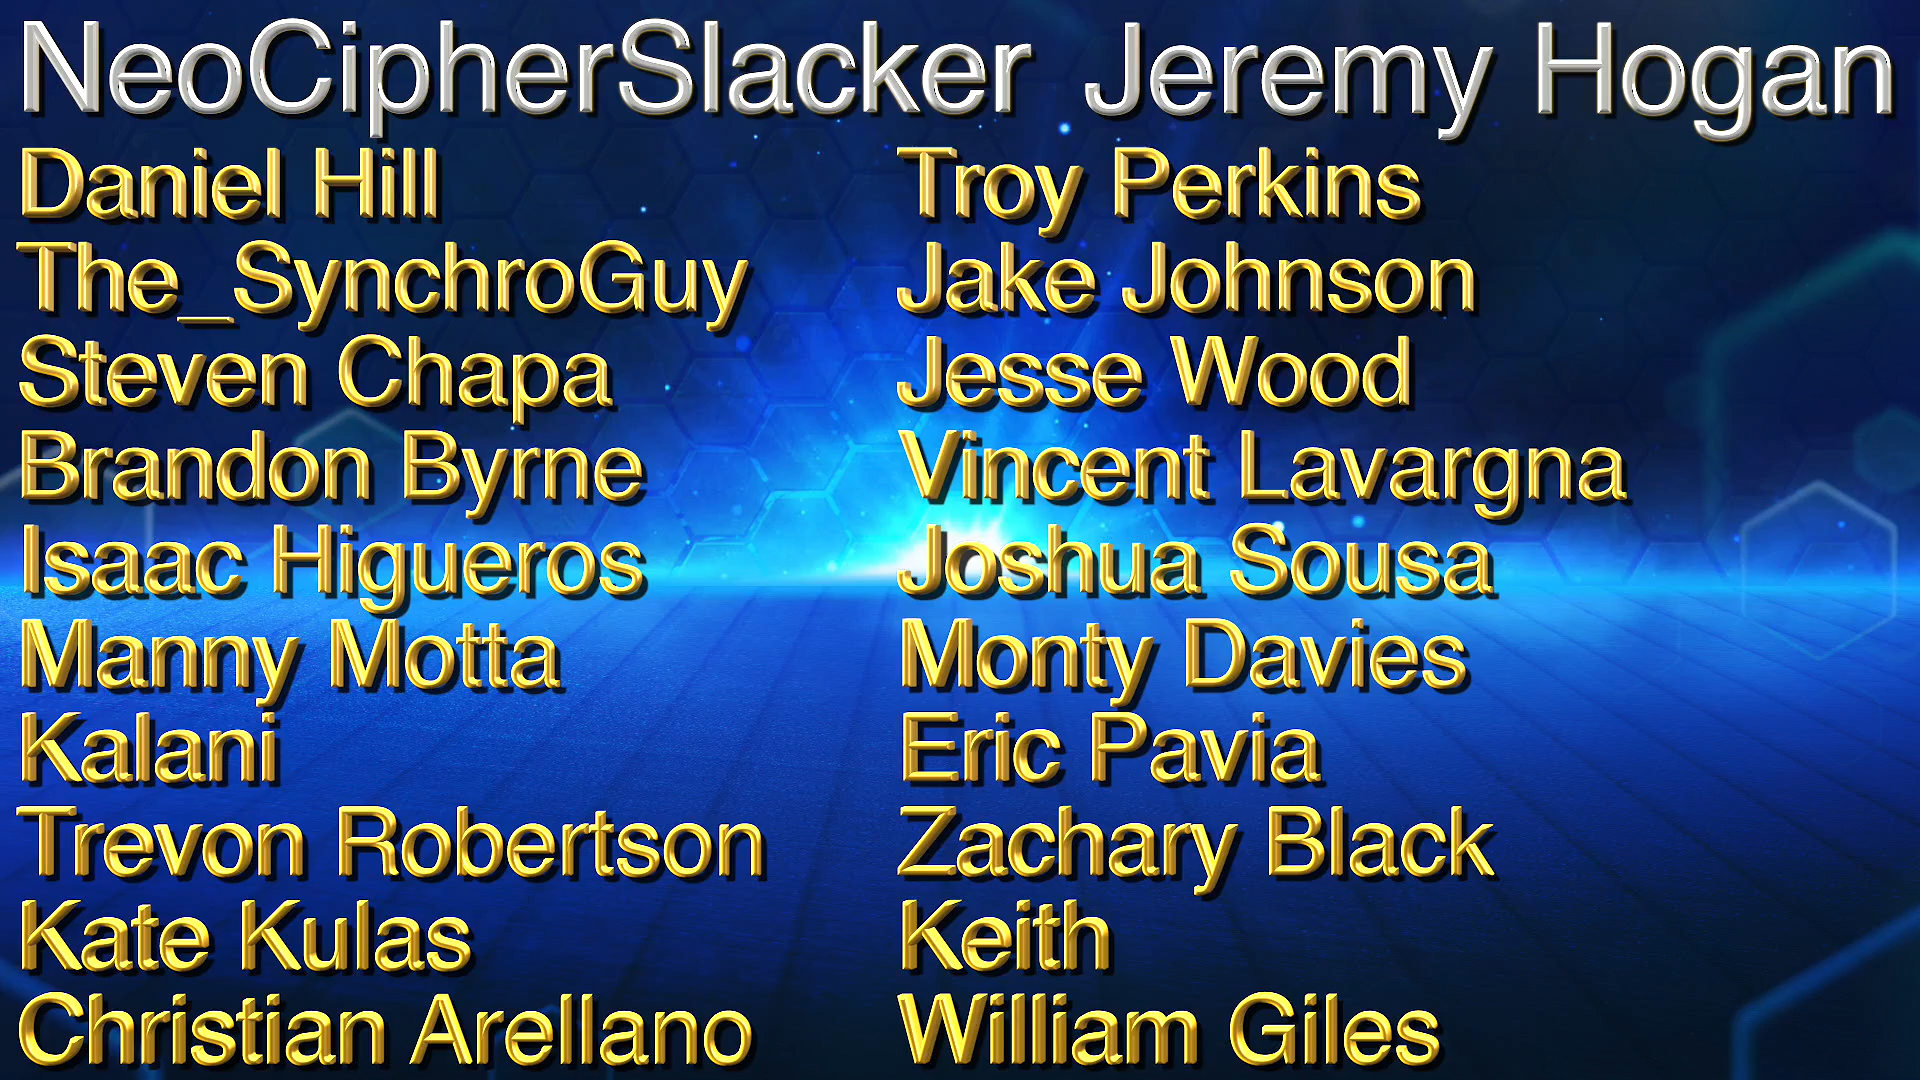 NeoCipherSlacker Jeremy Hogan
Daniel Hill
The_SynchroGuy
Steven Chapa
Brandon Byrne
Isaac Higueros
Manny Motta
Kalani
Trevon Robertson
Kate Kulas
Christian Arellano
Troy Perkins
Jake Johnson
Jesse Wood
Vincent Lavargna
Joshua Sousa
Monty Davies
Eric Pavia
Zachary Black
Keith
William Giles